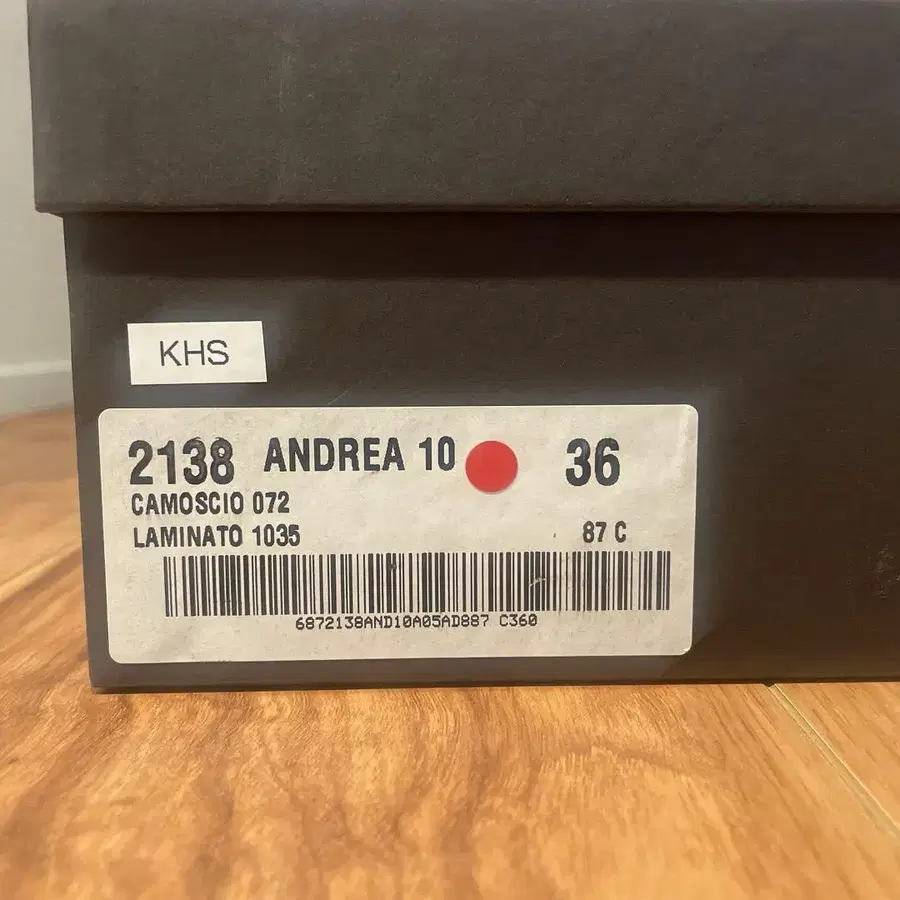 KHS
2138 ANDREA 10 36
CAMOSCIO 072
LAMINATO 1035 87 C
6872138AND10A05AD887 C360